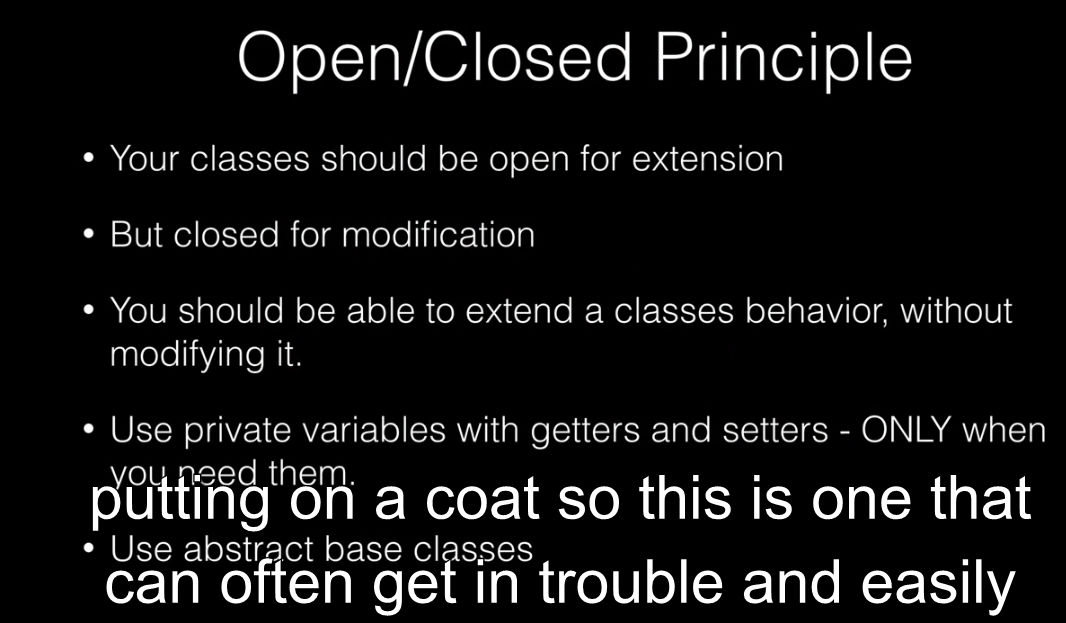 Open/Closed Principle
• Your classes should be open for extension
• But closed for modification
• You should be able to extend a classes behavior, without
modifying it.
• Use private variables with getters and setters - ONLY when
you need them.
putting on a coat so this is one that
• Use abstract base classes
can often get in trouble and easily